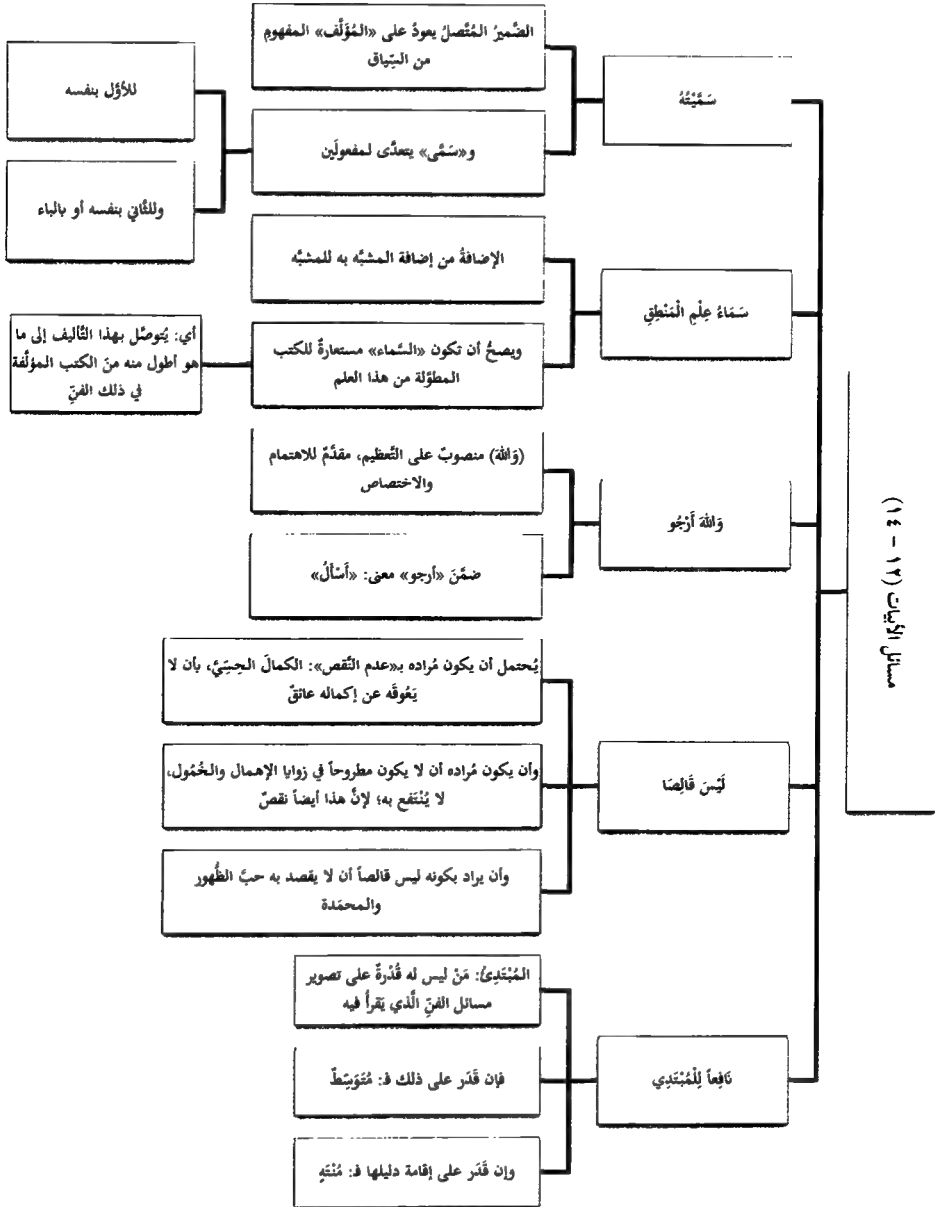 مسائل الأبيات (١٢ – ١٤)
سَمَّيْتُهُ
الضَّميرُ المُتَّصلُ يعودُ على «المُؤَلَّف» المفهومِ
من السِّياق
و«سَمَّى» يتعدَّى لمفعولَين
للأوَّل بنفسه
وللثَّاني بنفسه أو بالباء
سَمَاءُ عِلْمِ الْمَنْطِقِ
الإضافةُ من إضافة المشبَّه به للمشبَّه
ويصحُّ أن تكون «السَّماء» مستعارةٌ للكتب
المطوَّلة من هذا العلم
أي: يُتوصَّل بهذا التَّأليف إلى ما
هو أطول منه منَ الكتب المؤلَّفة
في ذلك الفنِّ
وَاللهَ أَرْجُو
(وَاللهَ) منصوبٌ على التَّعظيم، مقدَّمٌ للاهتمام
والاختصاص
ضمَّنَ «أرجو» معنى: «أَسْأَلُ»
لَيْسَ قَالِصَا
يُحتمل أن يكون مُراده بـ«عدم النَّقص»: الكمالَ الحِسِيَّ، بأن لا
يَعُوقَه عن إكماله عائقٌ
وأن يكون مُراده أن لا يكون مطروحاً في زوايا الإهمال والخُمُول،
لا يُنْتَفع به؛ لإنَّ هذا أيضاً نقصٌ
وأن يراد بكونه ليس قالصاً أن لا يقصد به حبَّ الظُّهور
والمحمَدة
نَافِعاً لِلْمُبْتَدِي
المُبْتَدِئُ: مَنْ ليس له قُدْرةٌ على تصوير
مسائل الفنِّ الَّذي يَقرأُ فيه
فإن قَدَر على ذلك فـ: مُتَوَسِّطٌ
وإن قَدَر على إقامة دليلها فـ: مُنْتَهٍ